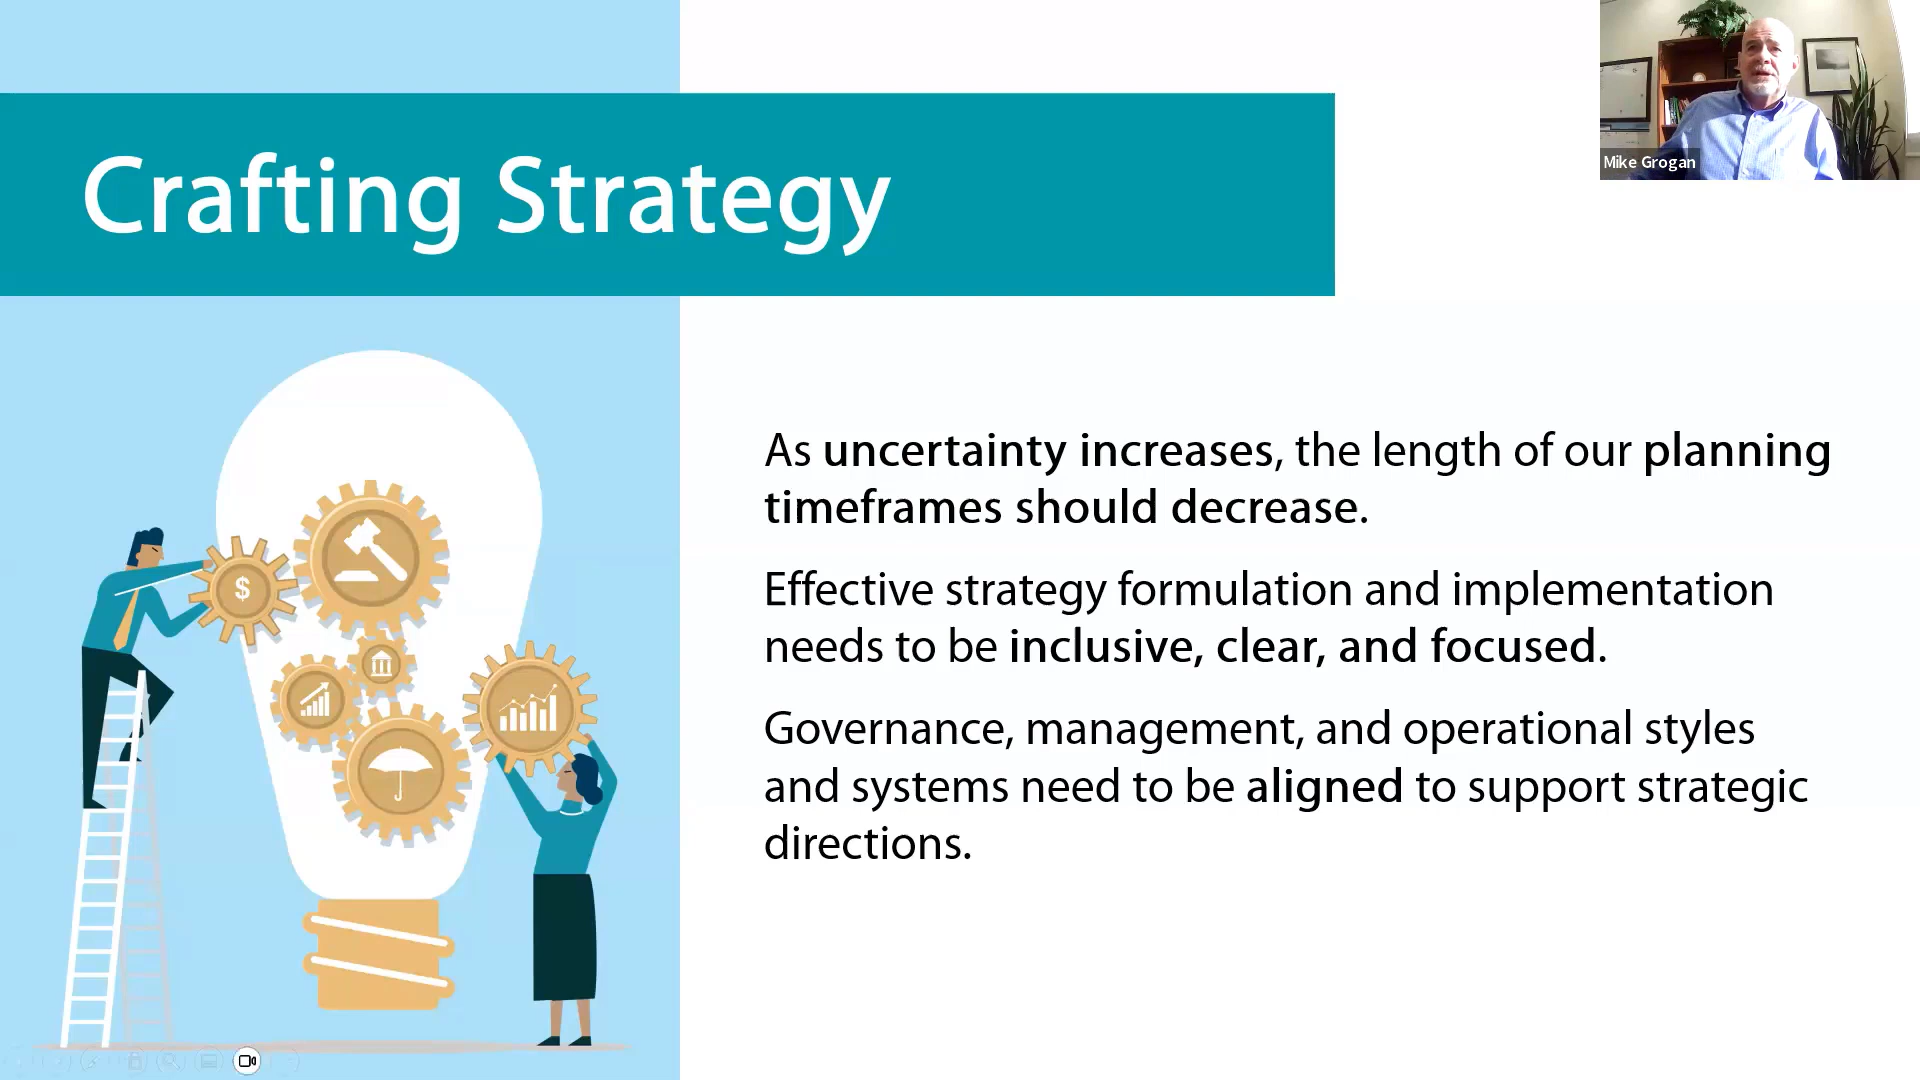 Crafting Strategy
Mike Grogan
As uncertainty increases, the length of our planning
timeframes should decrease.
Effective strategy formulation and implementation
needs to be inclusive, clear, and focused.
Governance, management, and operational styles
and systems need to be aligned to support strategic
directions.
$